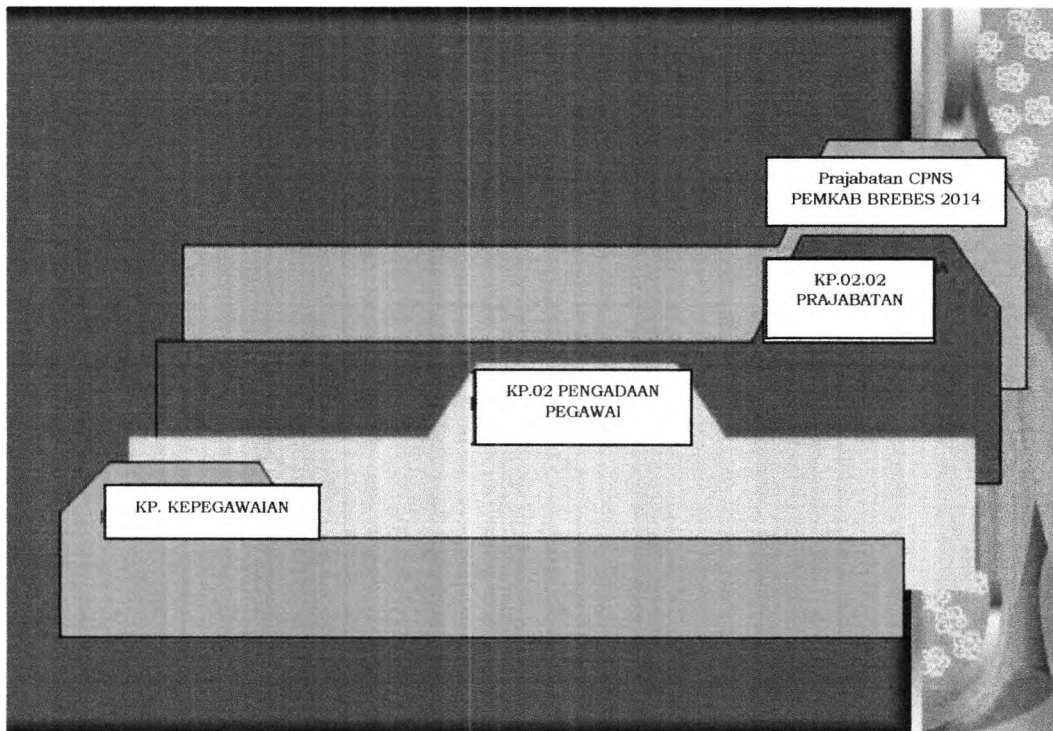 Prajabatan CPNS
PEMKAB BREBES 2014
KP.02.02
PRAJABATAN
KP.02 PENGADAAN
PEGAWAI
KP. KEPEGAWAIAN